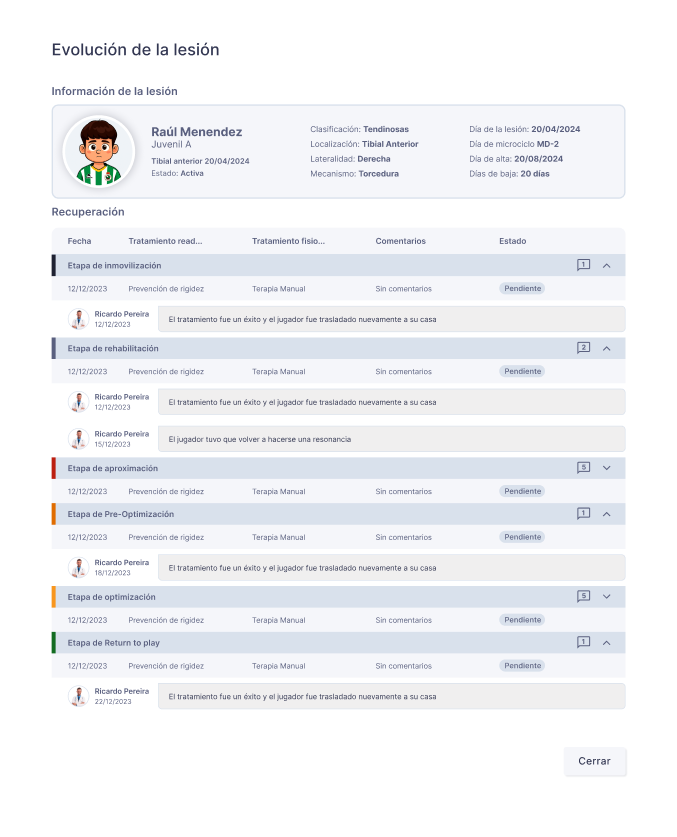 Evolución de la lesión
Información de la lesión
Raúl Menendez
Juvenil A
Tibial anterior 20/04/2024
Estado: Activa
Clasificación: Tendinosas
Localización: Tibial Anterior
Lateralidad: Derecha
Mecanismo: Torcedura
Día de la lesión: 20/04/2024
Día de microciclo MD-2
Día de alta: 20/08/2024
Días de baja: 20 días
Recuperación
Fecha Tratamiento read... Tratamiento fisio... Comentarios Estado
Etapa de inmovilización 1
12/12/2023 Prevención de rigidez Terapia Manual Sin comentarios Pendiente
Ricardo Pereira
12/12/2023
El tratamiento fue un éxito y el jugador fue trasladado nuevamente a su casa
Etapa de rehabilitación 2
12/12/2023 Prevención de rigidez Terapia Manual Sin comentarios Pendiente
Ricardo Pereira
12/12/2023
El tratamiento fue un éxito y el jugador fue trasladado nuevamente a su casa
Ricardo Pereira
15/12/2023
El jugador tuvo que volver a hacerse una resonancia
Etapa de aproximación 5
12/12/2023 Prevención de rigidez Terapia Manual Sin comentarios Pendiente
Etapa de Pre-Optimización 1
12/12/2023 Prevención de rigidez Terapia Manual Sin comentarios Pendiente
Ricardo Pereira
18/12/2023
El tratamiento fue un éxito y el jugador fue trasladado nuevamente a su casa
Etapa de optimización 5
12/12/2023 Prevención de rigidez Terapia Manual Sin comentarios Pendiente
Etapa de Return to play 1
12/12/2023 Prevención de rigidez Terapia Manual Sin comentarios Pendiente
Ricardo Pereira
22/12/2023
El tratamiento fue un éxito y el jugador fue trasladado nuevamente a su casa
Cerrar